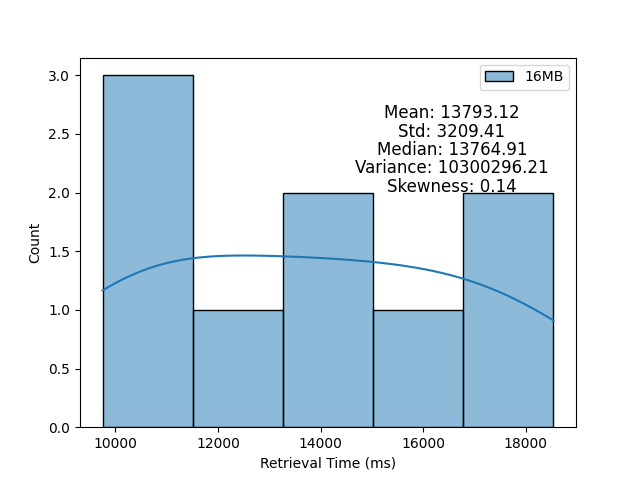 16MB
Mean: 13793.12
Std: 3209.41
Median: 13764.91
Variance: 10300296.21
Skewness: 0.14
3.0
2.5
2.0
1.5
1.0
0.5
0.0
Count
10000 12000 14000 16000 18000
Retrieval Time (ms)